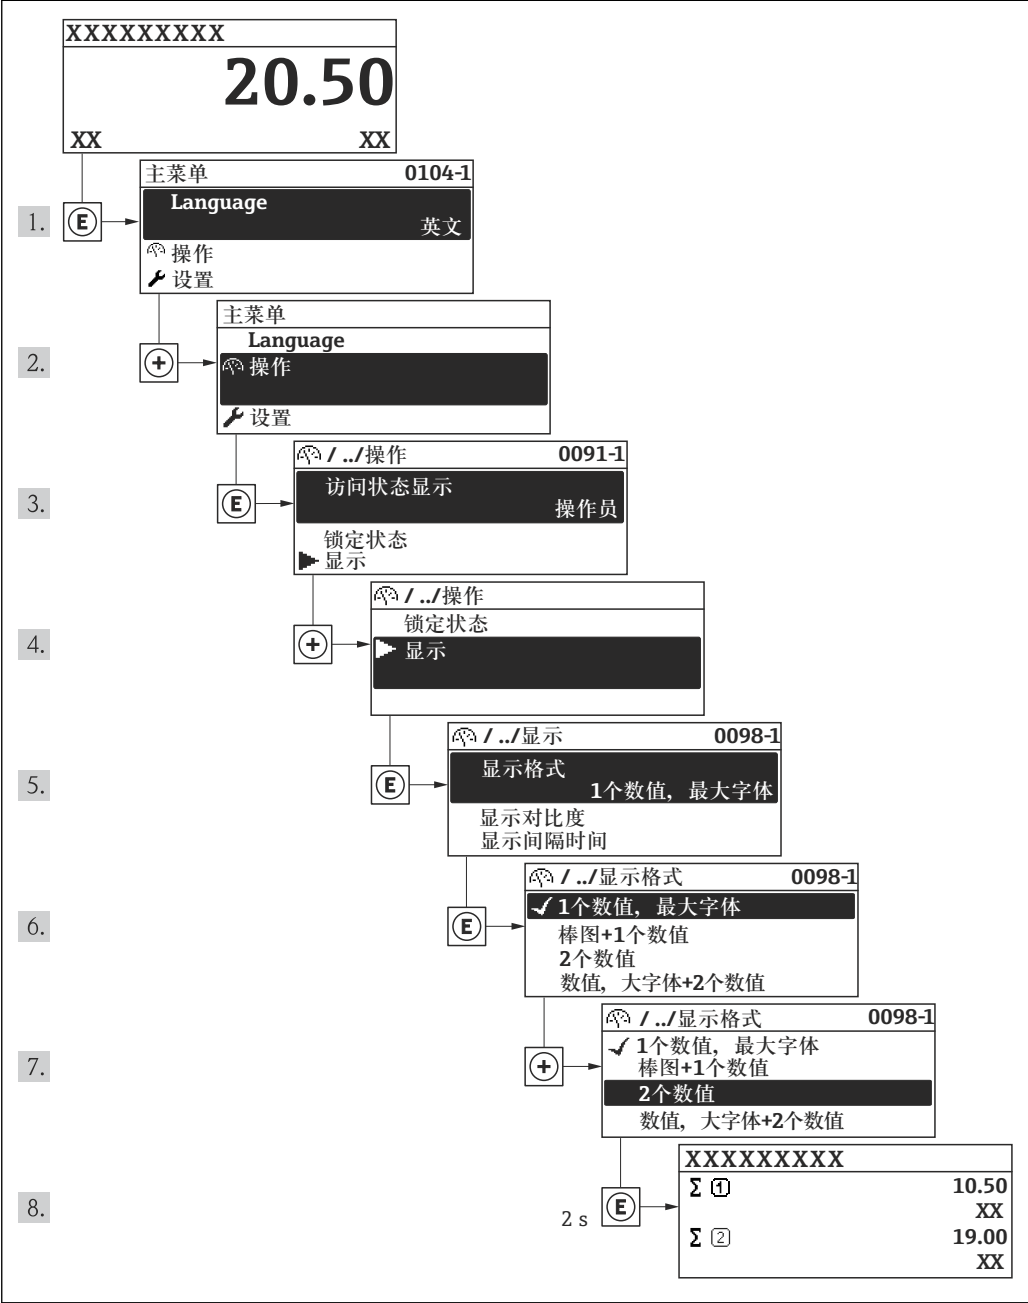 XXXXXXXXX
20.50
XX XX
主菜单 0104-1
Language
英文
操作
设置
1. E
主菜单
Language
操作
设置
2. +
/ ../操作 0091-1
访问状态显示
操作员
锁定状态
显示
3. E
/ ../操作
锁定状态
显示
4. +
/ ../显示 0098-1
显示格式
1个数值，最大字体
显示对比度
显示间隔时间
5. E
/ ../显示格式 0098-1
1个数值，最大字体
棒图+1个数值
2个数值
数值，大字体+2个数值
6. E
/ ../显示格式 0098-1
1个数值，最大字体
棒图+1个数值
2个数值
数值，大字体+2个数值
7. +
XXXXXXXXX
Σ 1 10.50
XX
Σ 2 19.00
XX
8. 2 s E